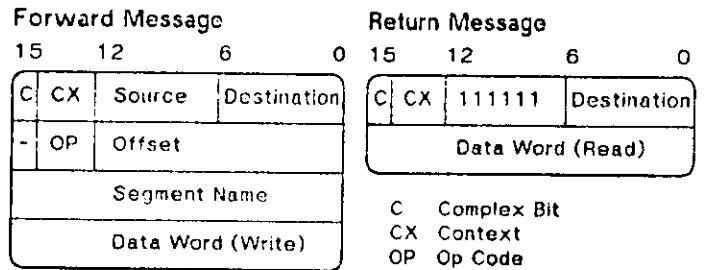 Forward Message
15 12 6 0
C CX Source Destination
- OP Offset
Segment Name
Data Word (Write)
Return Message
15 12 6 0
C CX 111111 Destination
Data Word (Read)
C Complex Bit
CX Context
OP Op Code